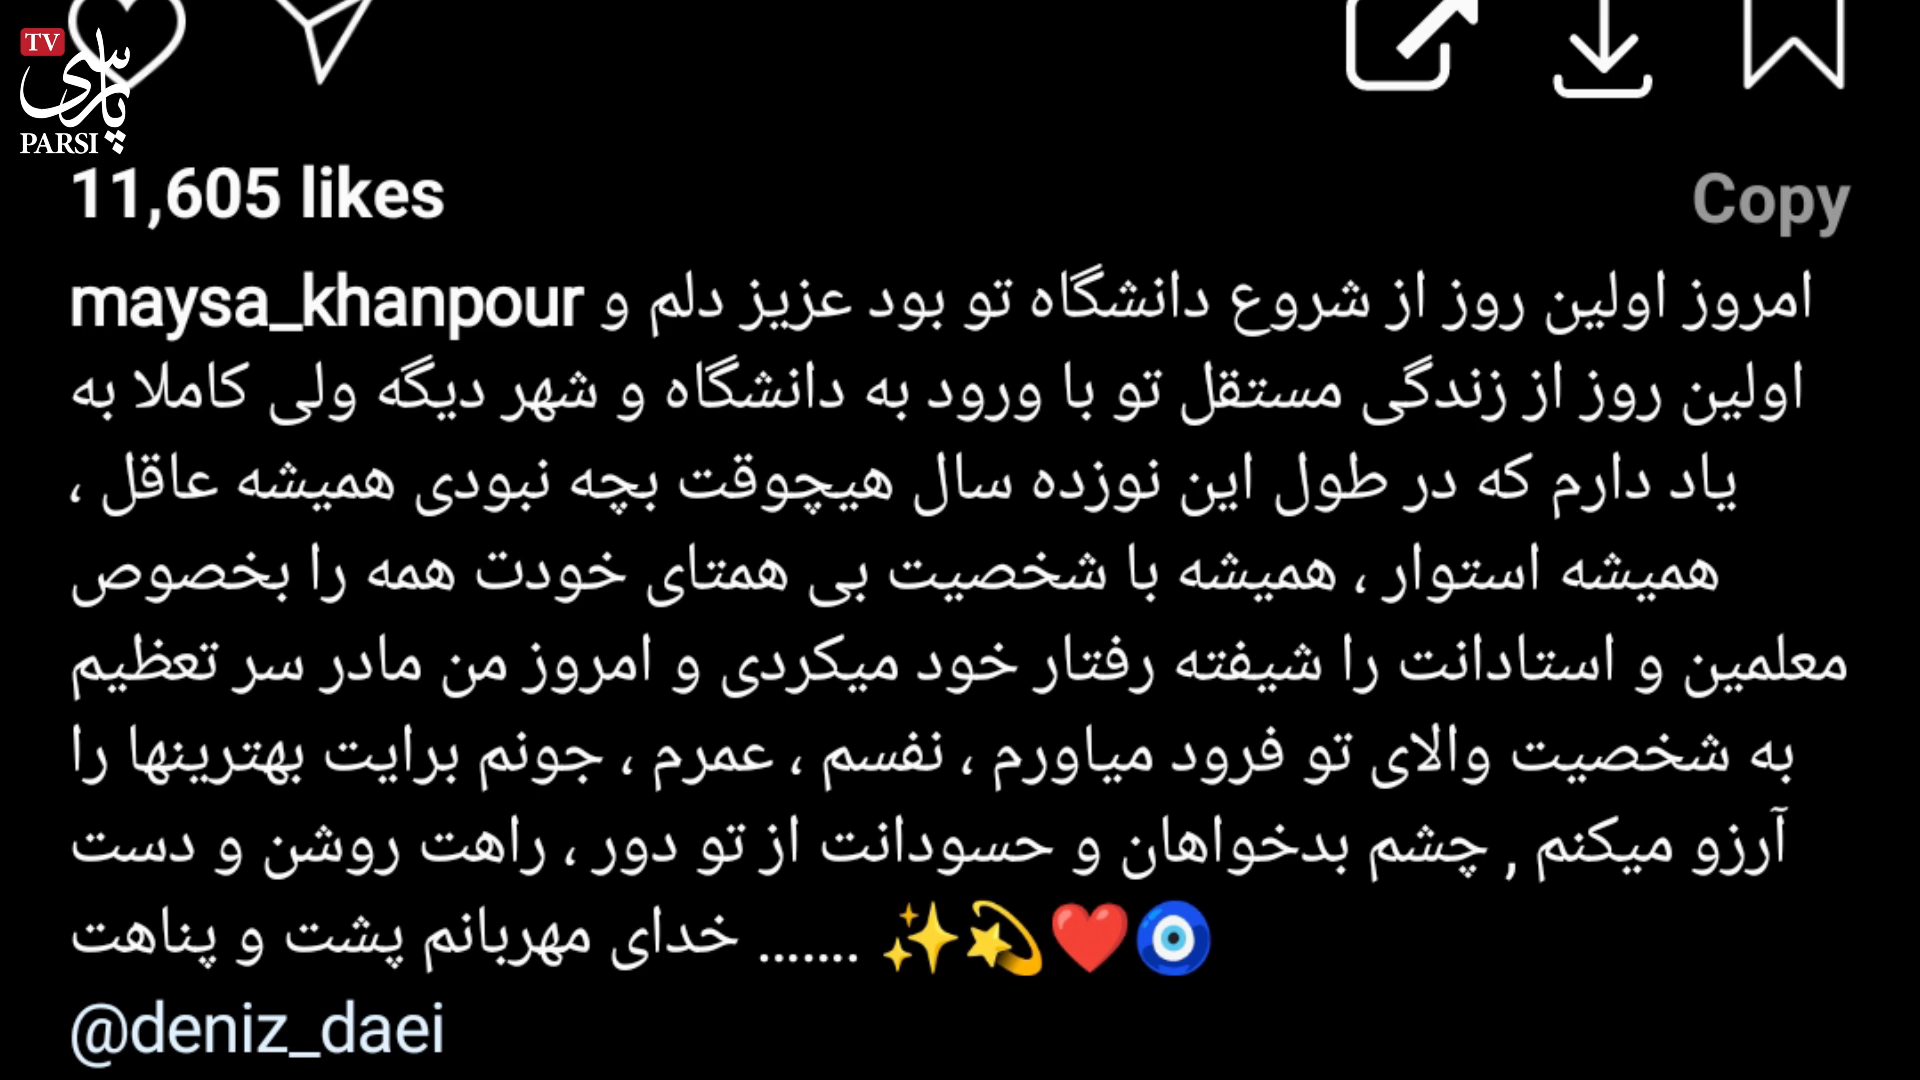 TV
پارسی
PARSI
11,605 likes
Copy
maysa_khanpour امروز اولین روز از شروع دانشگاه تو بود عزیز دلم و
اولین روز از زندگی مستقل تو با ورود به دانشگاه و شهر دیگه ولی کاملا به
یاد دارم که در طول این نوزده سال هیچوقت بچه نبودی همیشه عاقل ،
همیشه استوار ، همیشه با شخصیت بی همتای خودت همه را بخصوص
معلمین و استادانت را شیفته رفتار خود میکردی و امروز من مادر سر تعظیم
به شخصیت والای تو فرود میاورم ، نفسم ، عمرم ، جونم برایت بهترینها را
آرزو میکنم , چشم بدخواهان و حسودانت از تو دور ، راهت روشن و دست
خدای مهربانم پشت و پناهت ....... ✨💫❤️🧿
@deniz_daei